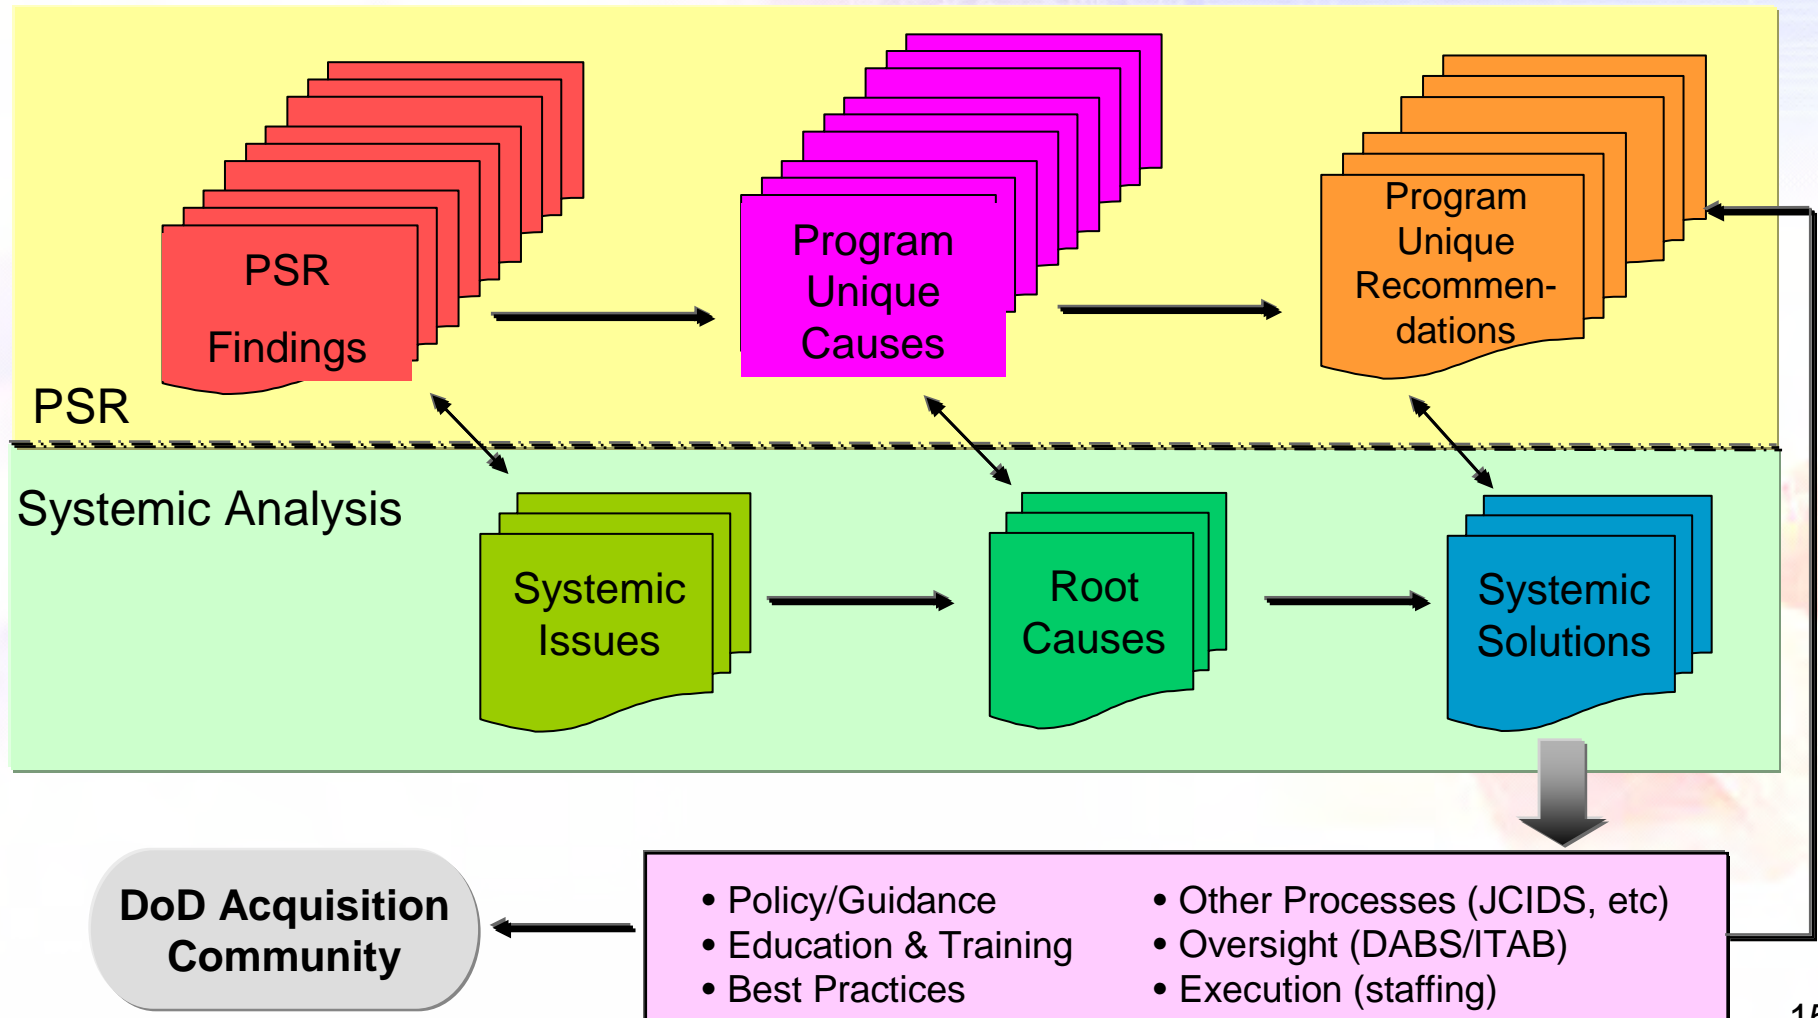 PSR
Findings
Program
Unique
Causes
Program
Unique
Recommen-
dations
PSR
Systemic Analysis
Systemic
Issues
Root
Causes
Systemic
Solutions
DoD Acquisition
Community
• Policy/Guidance
• Education & Training
• Best Practices
• Other Processes (JCIDS, etc)
• Oversight (DABS/ITAB)
• Execution (staffing)